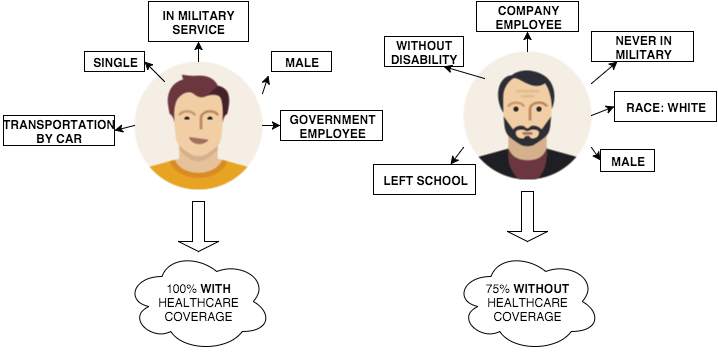 IN MILITARY
SERVICE
SINGLE
MALE
TRANSPORTATION
BY CAR
GOVERNMENT
EMPLOYEE
100% WITH
HEALTHCARE
COVERAGE
COMPANY
EMPLOYEE
WITHOUT
DISABILITY
NEVER IN
MILITARY
RACE: WHITE
MALE
LEFT SCHOOL
75% WITHOUT
HEALTHCARE
COVERAGE